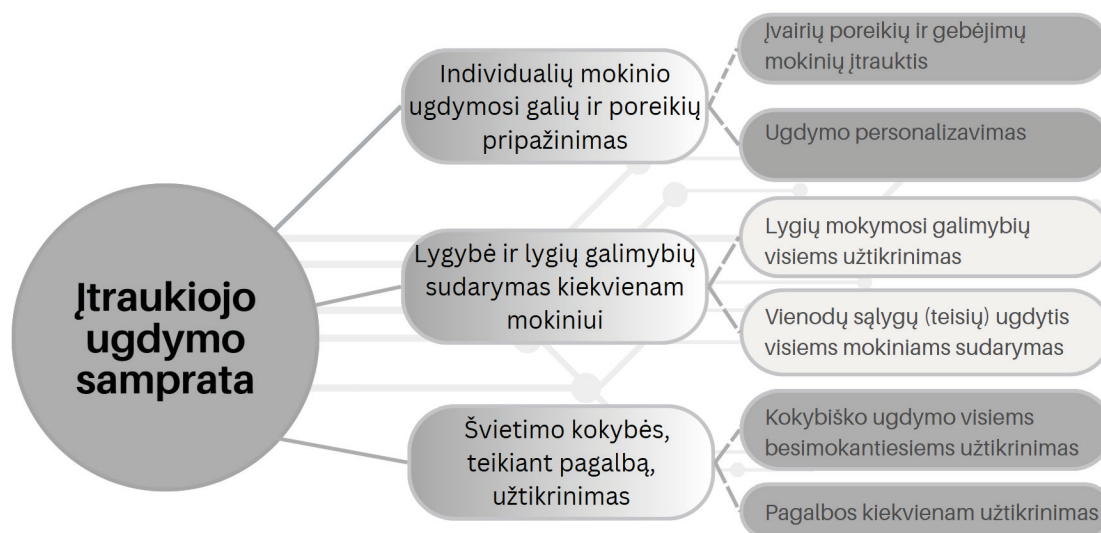 Įtraukiojo
ugdymo
samprata
Individualių mokinio
ugdymosi galių ir poreikių
pripažinimas
Įvairių poreikių ir gebėjimų
mokinių įtrauktis
Ugdymo personalizavimas
Lygybė ir lygių galimybių
sudarymas kiekvienam
mokiniui
Lygių mokymosi galimybių
visiems užtikrinimas
Vienodų sąlygų (teisių) ugdytis
visiems mokiniams sudarymas
Švietimo kokybės,
teikiant pagalbą,
užtikrinimas
Kokybiško ugdymo visiems
besimokantiesiems užtikrinimas
Pagalbos kiekvienam užtikrinimas